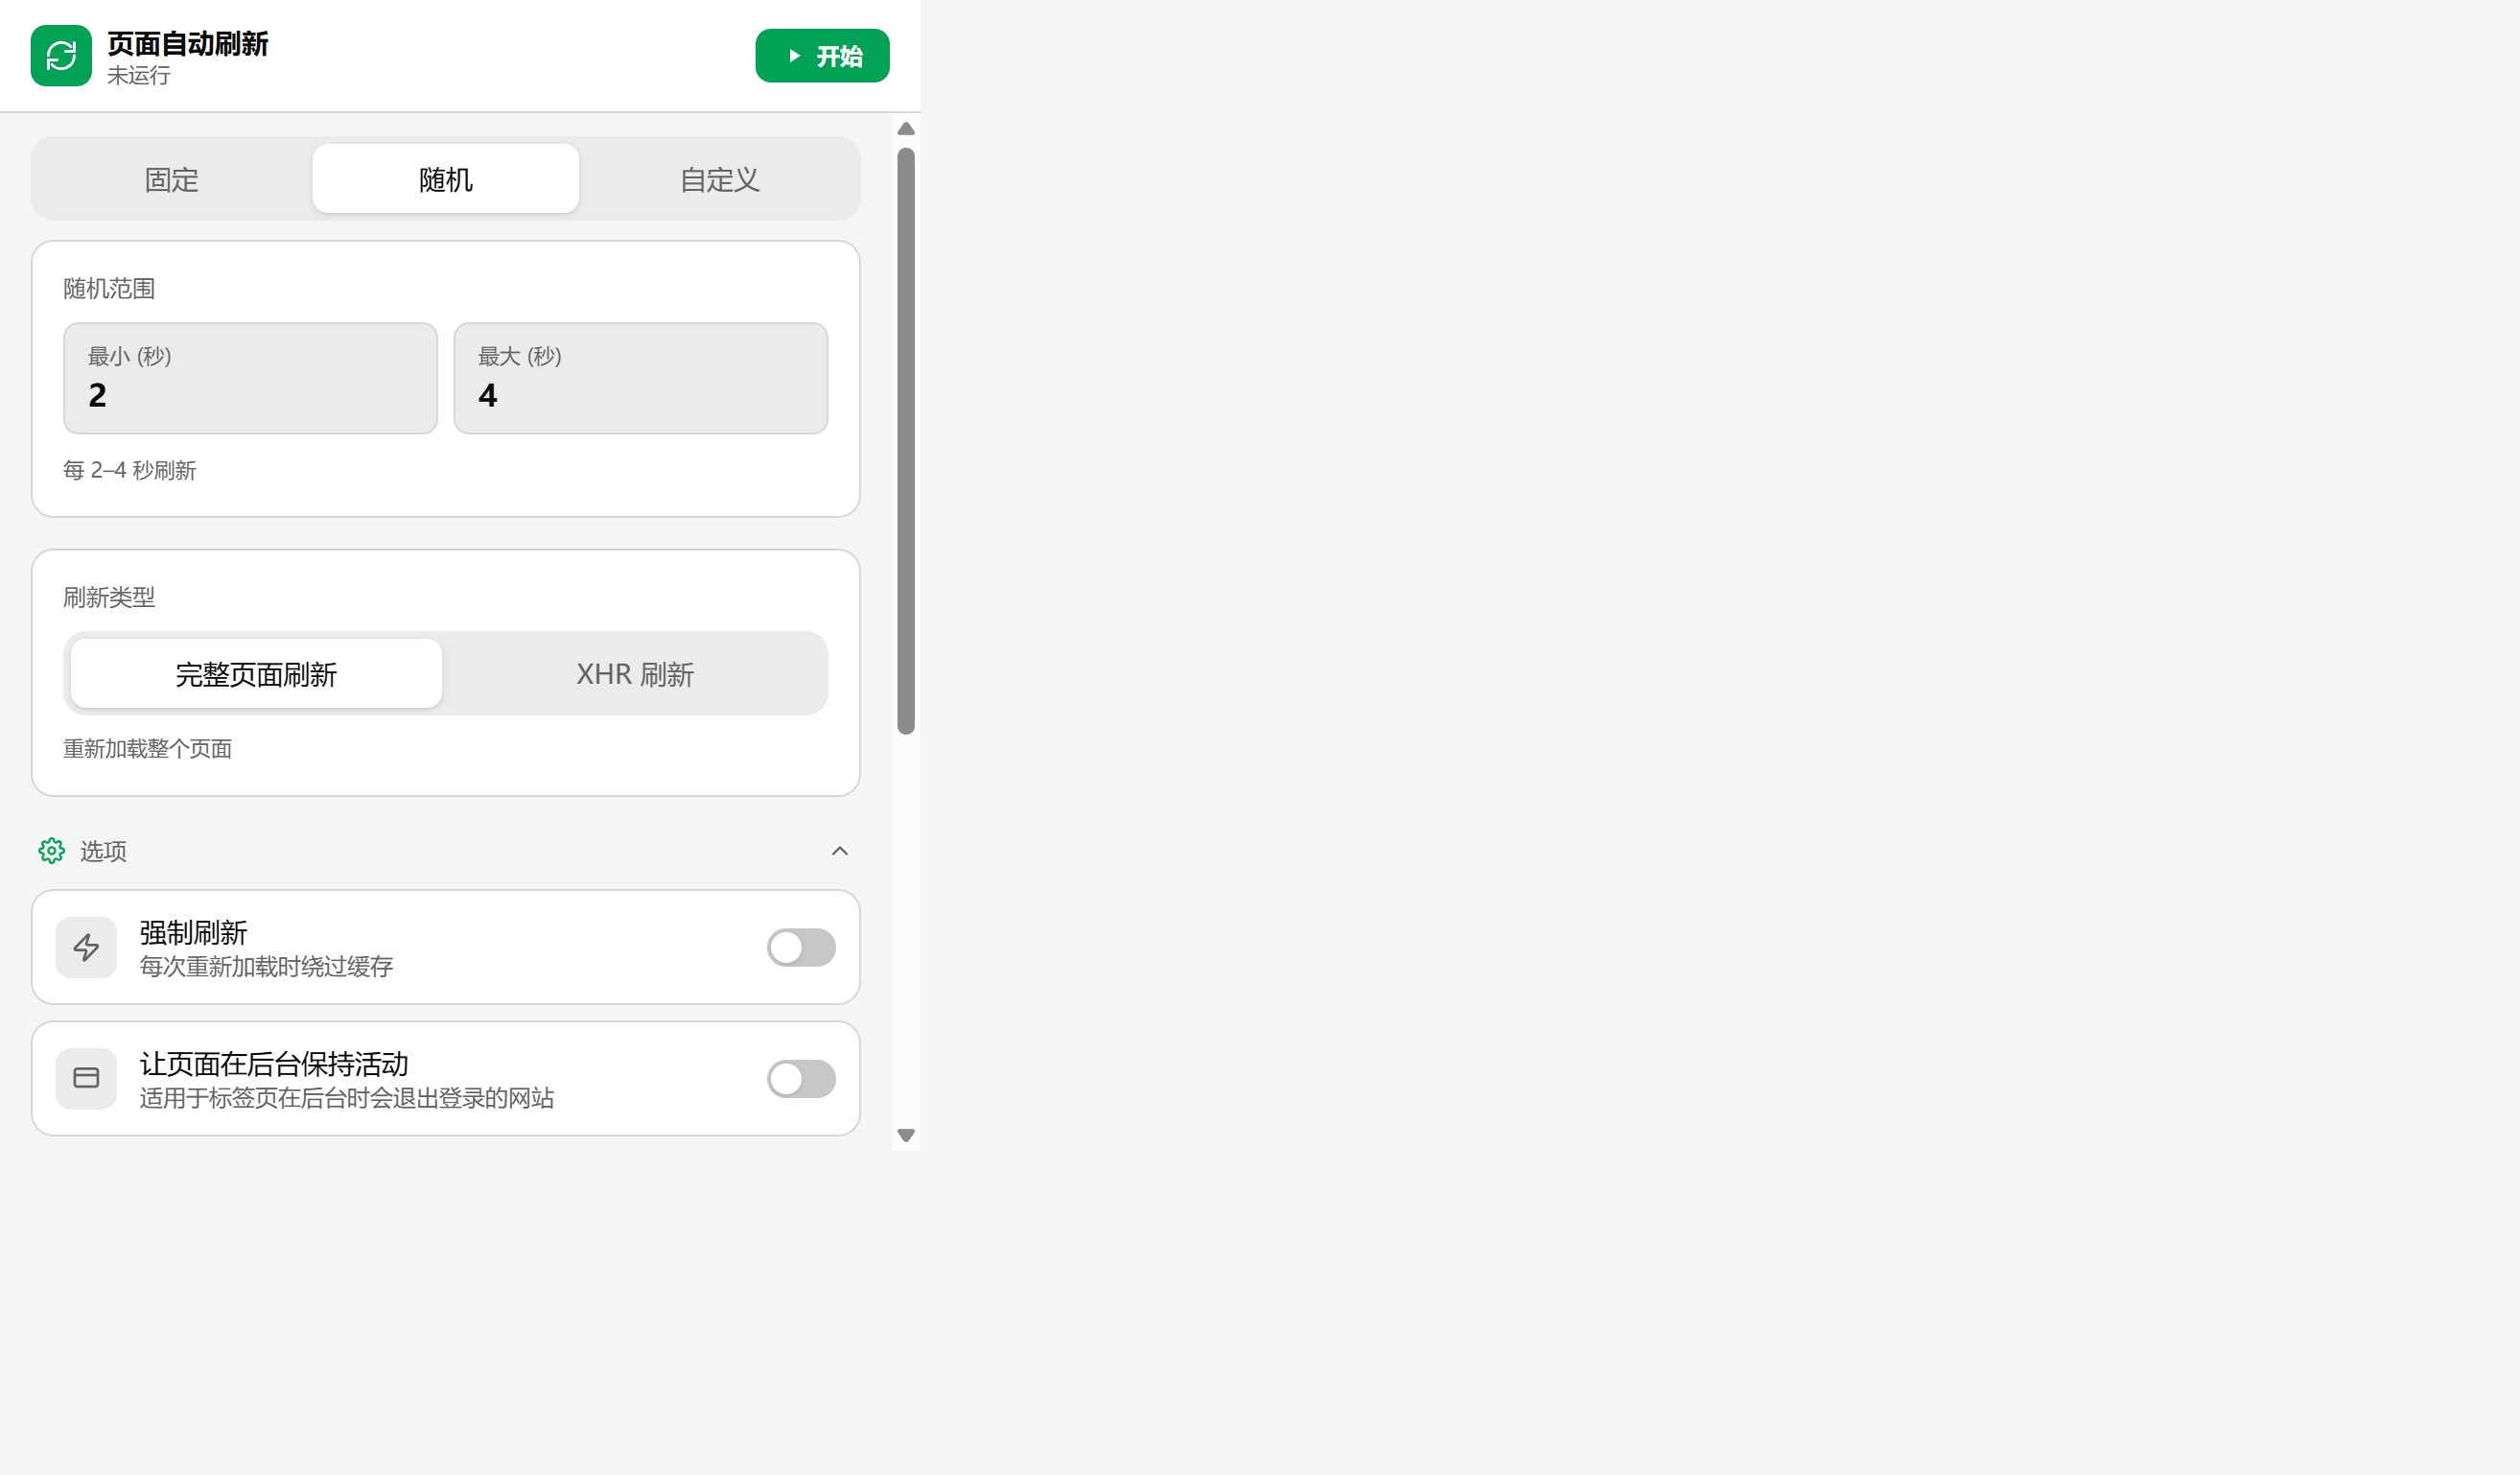 页面自动刷新
未运行
开始
固定
随机
自定义
随机范围
最小 (秒)
2
最大 (秒)
4
每 2–4 秒刷新
刷新类型
完整页面刷新
XHR 刷新
重新加载整个页面
选项
强制刷新
每次重新加载时绕过缓存
让页面在后台保持活动
适用于标签页在后台时会退出登录的网站